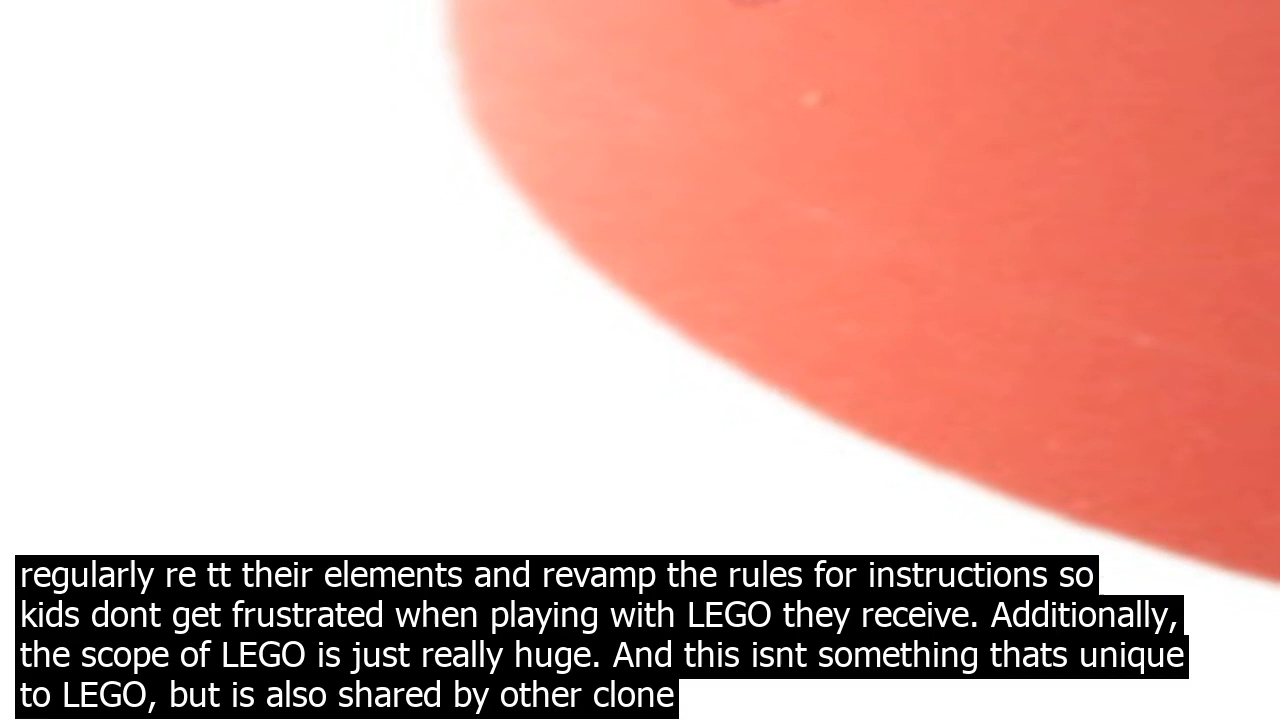 regularly re tt their elements and revamp the rules for instructions so
kids dont get frustrated when playing with LEGO they receive. Additionally,
the scope of LEGO is just really huge. And this isnt something thats unique
to LEGO, but is also shared by other clone